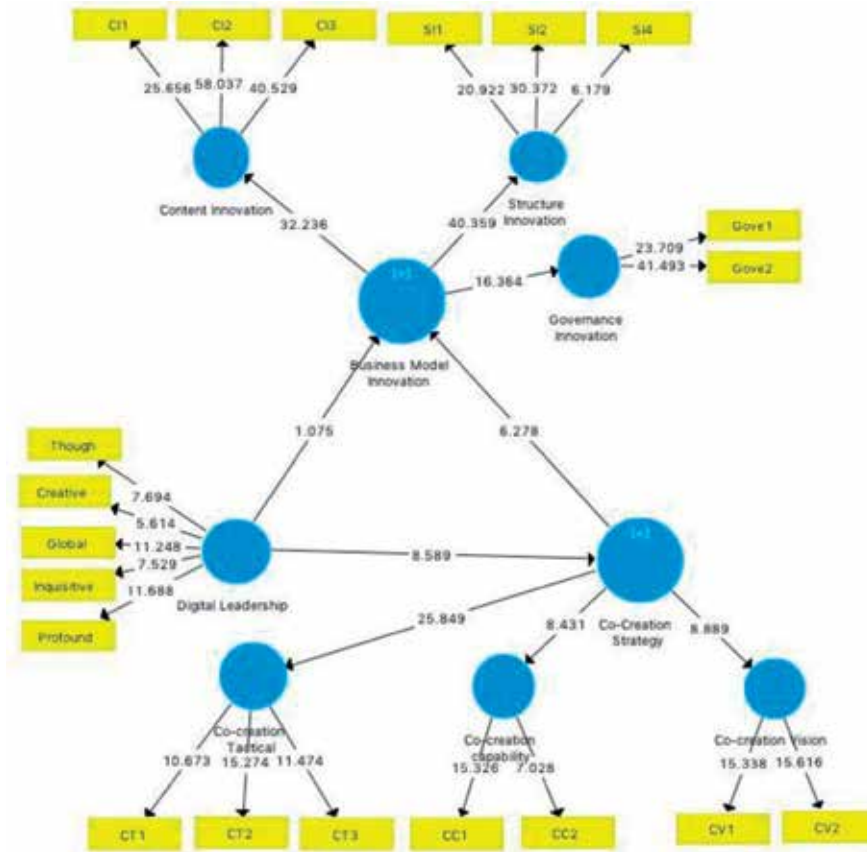 CI1 CI2 CI3 SI1 SI2 SI4
25.656 58.037 40.529 20.922 30.372 6.179
Content Innovation
Structure
Innovation
Gove1
23.709
41.493
Gove2
32.236
40.359
16.364
Governance
Innovation
[+]
Business Model
Innovation
1.075
6.278
Though
7.694
Creative
5.614
Global
11.248
Inquisitive
7.529
Profound
11.688
Digital Leadership
8.589
[+]
Co-Creation
Strategy
25.849
8.431
8.889
Co-creation
Tactical
Co-creation
capability
Co-creation Vision
10.673 15.274 11.474 15.326 7.028 15.338 15.616
CT1 CT2 CT3 CC1 CC2 CV1 CV2